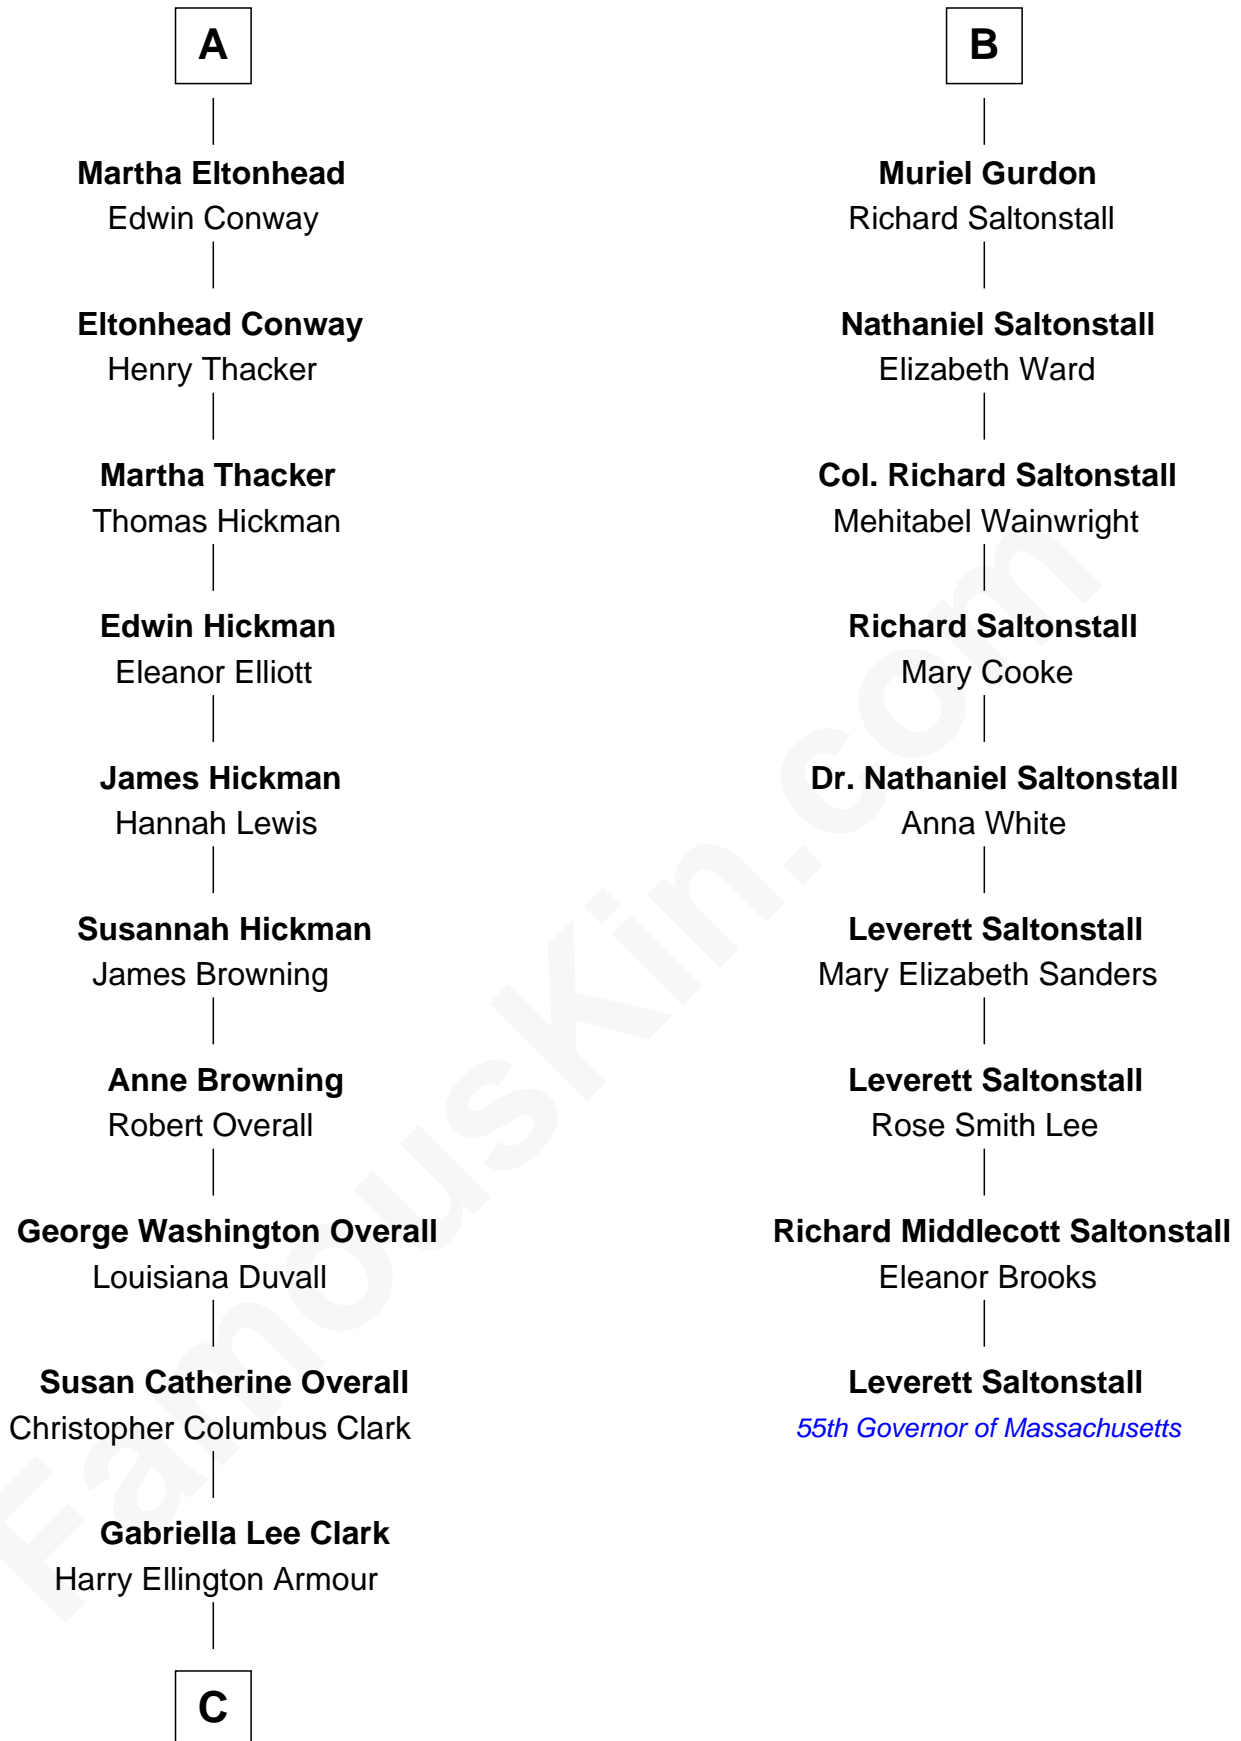 A
Martha Eltonhead
Edwin Conway
Eltonhead Conway
Henry Thacker
Martha Thacker
Thomas Hickman
Edwin Hickman
Eleanor Elliott
James Hickman
Hannah Lewis
Susannah Hickman
James Browning
Anne Browning
Robert Overall
George Washington Overall
Louisiana Duvall
Susan Catherine Overall
Christopher Columbus Clark
Gabriella Lee Clark
Harry Ellington Armour
C
B
Muriel Gurdon
Richard Saltonstall
Nathaniel Saltonstall
Elizabeth Ward
Col. Richard Saltonstall
Mehitabel Wainwright
Richard Saltonstall
Mary Cooke
Dr. Nathaniel Saltonstall
Anna White
Leverett Saltonstall
Mary Elizabeth Sanders
Leverett Saltonstall
Rose Smith Lee
Richard Middlecott Saltonstall
Eleanor Brooks
Leverett Saltonstall
55th Governor of Massachusetts
FamousKin.com